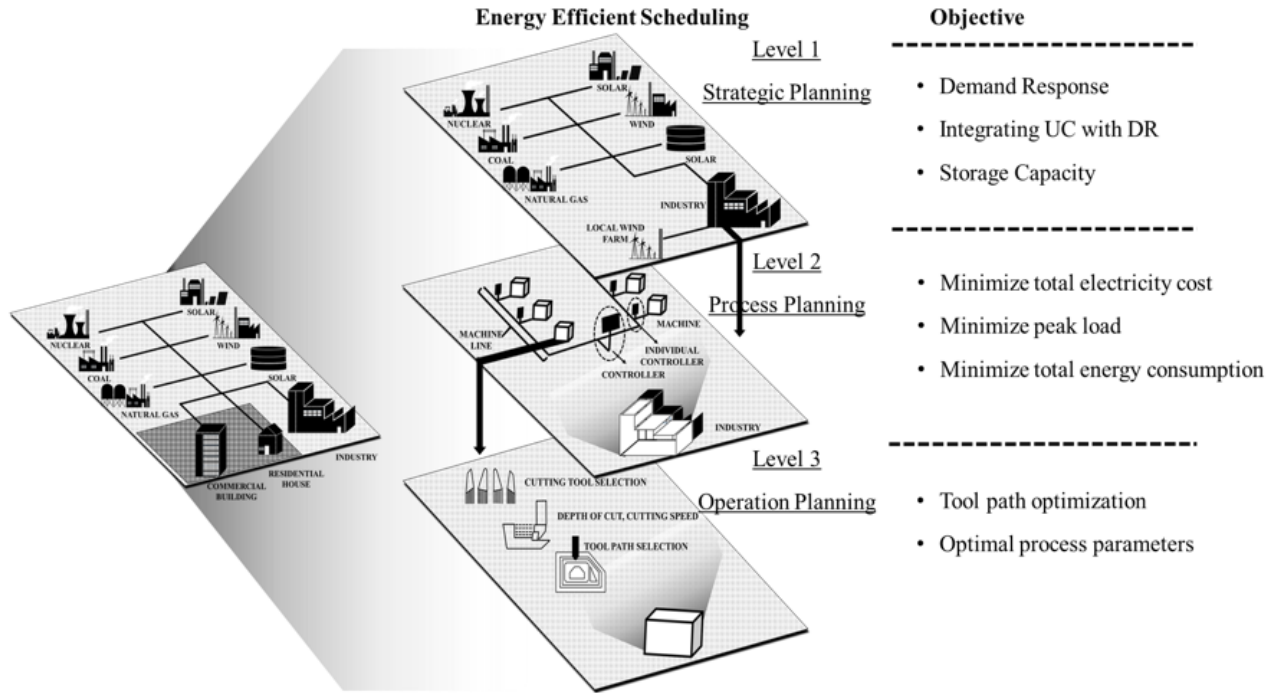 Energy Efficient Scheduling
Objective
Level 1
Strategic Planning
• Demand Response
• Integrating UC with DR
• Storage Capacity
SOLAR
NUCLEAR
WIND
COAL
SOLAR
NATURAL GAS
INDUSTRY
LOCAL WIND
FARM
Level 2
Process Planning
• Minimize total electricity cost
• Minimize peak load
• Minimize total energy consumption
MACHINE
MACHINE
LINE
INDIVIDUAL
CONTROLLER
CONTROLLER
INDUSTRY
SOLAR
NUCLEAR
WIND
COAL
SOLAR
NATURAL GAS
INDUSTRY
RESIDENTIAL
HOUSE
COMMERCIAL
BUILDING
Level 3
Operation Planning
• Tool path optimization
• Optimal process parameters
CUTTING TOOL SELECTION
DEPTH OF CUT, CUTTING SPEED
TOOL PATH SELECTION